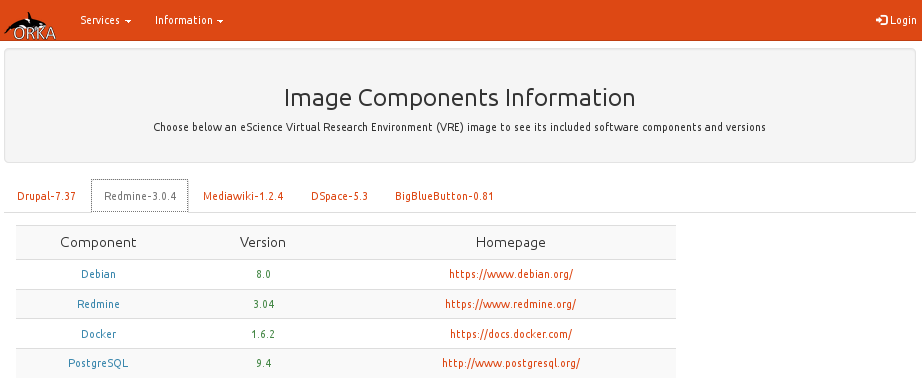 ORKA Services Information Login
Image Components Information
Choose below an eScience Virtual Research Environment (VRE) image to see its included software components and versions
Drupal-7.37 Redmine-3.0.4 Mediawiki-1.2.4 DSpace-5.3 BigBlueButton-0.81
Component Version Homepage
Debian 8.0 https://www.debian.org/
Redmine 3.04 https://www.redmine.org/
Docker 1.6.2 https://docs.docker.com/
PostgreSQL 9.4 http://www.postgresql.org/